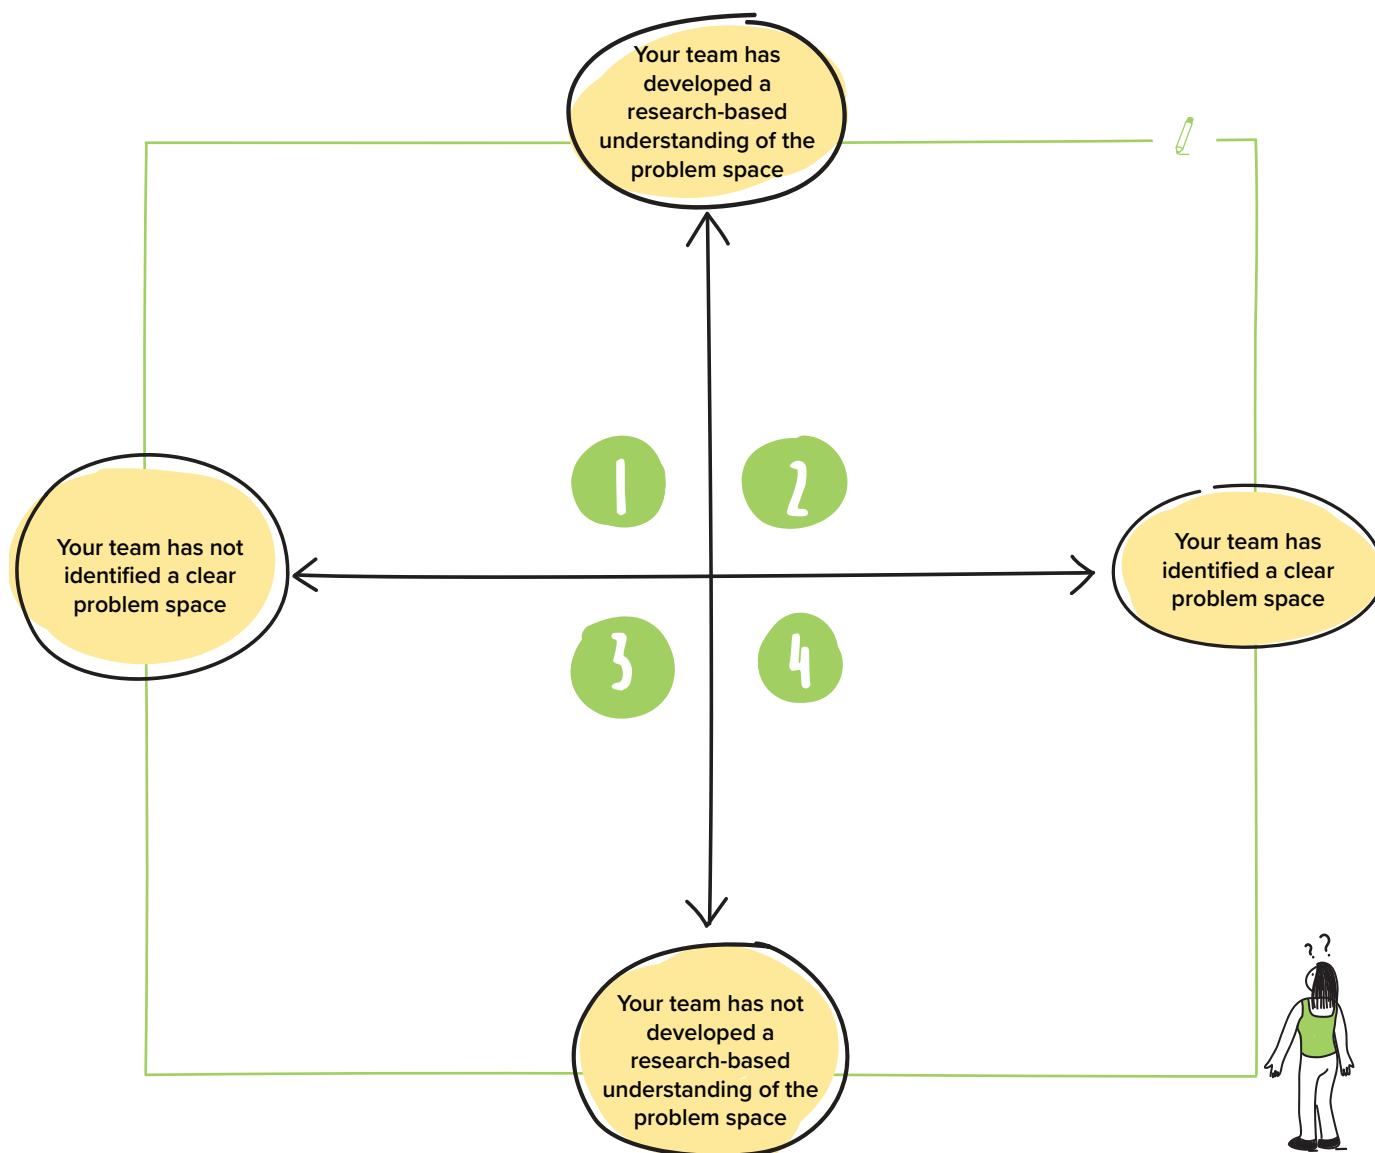 Your team has
developed a
research-based
understanding of the
problem space
1
2
Your team has not
identified a clear
problem space
Your team has
identified a clear
problem space
3
4
? ?
Your team has not
developed a
research-based
understanding of the
problem space